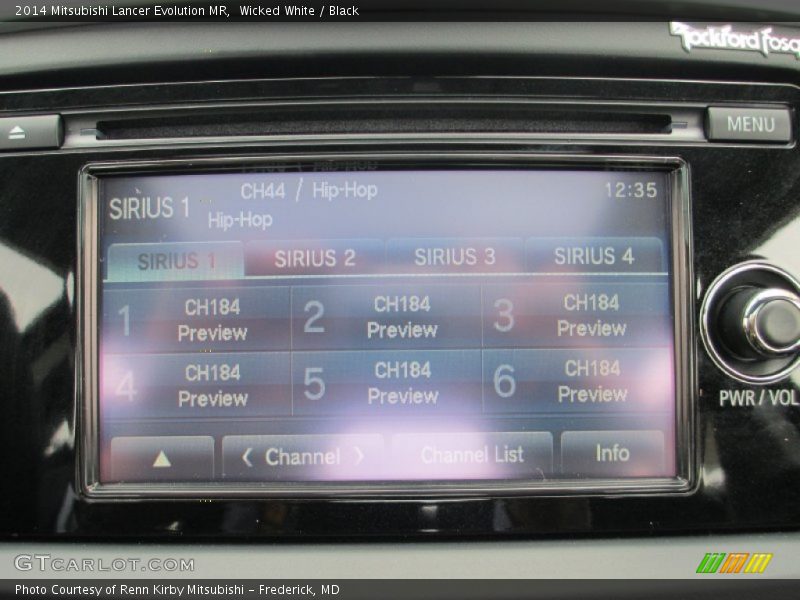 2014 Mitsubishi Lancer Evolution MR,  Wicked White / Black
Rockford Fosg
MENU
SIRIUS 1
CH44 / Hip-Hop
12:35
Hip-Hop
SIRIUS 1
SIRIUS 2
SIRIUS 3
SIRIUS 4
1 CH184 Preview
2 CH184 Preview
3 CH184 Preview
4 CH184 Preview
5 CH184 Preview
6 CH184 Preview
PWR / VOL
▲
< Channel >
Channel List
Info
GTCARLOT.COM
Photo Courtesy of Renn Kirby Mitsubishi – Frederick, MD